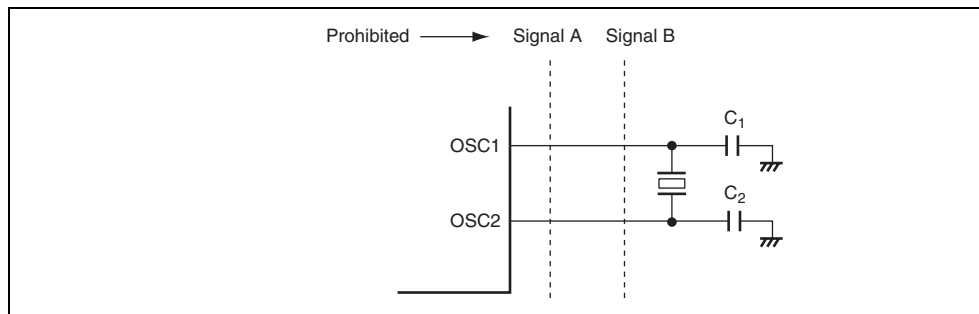 Prohibited Signal A Signal B
C₁
OSC1
C₂
OSC2